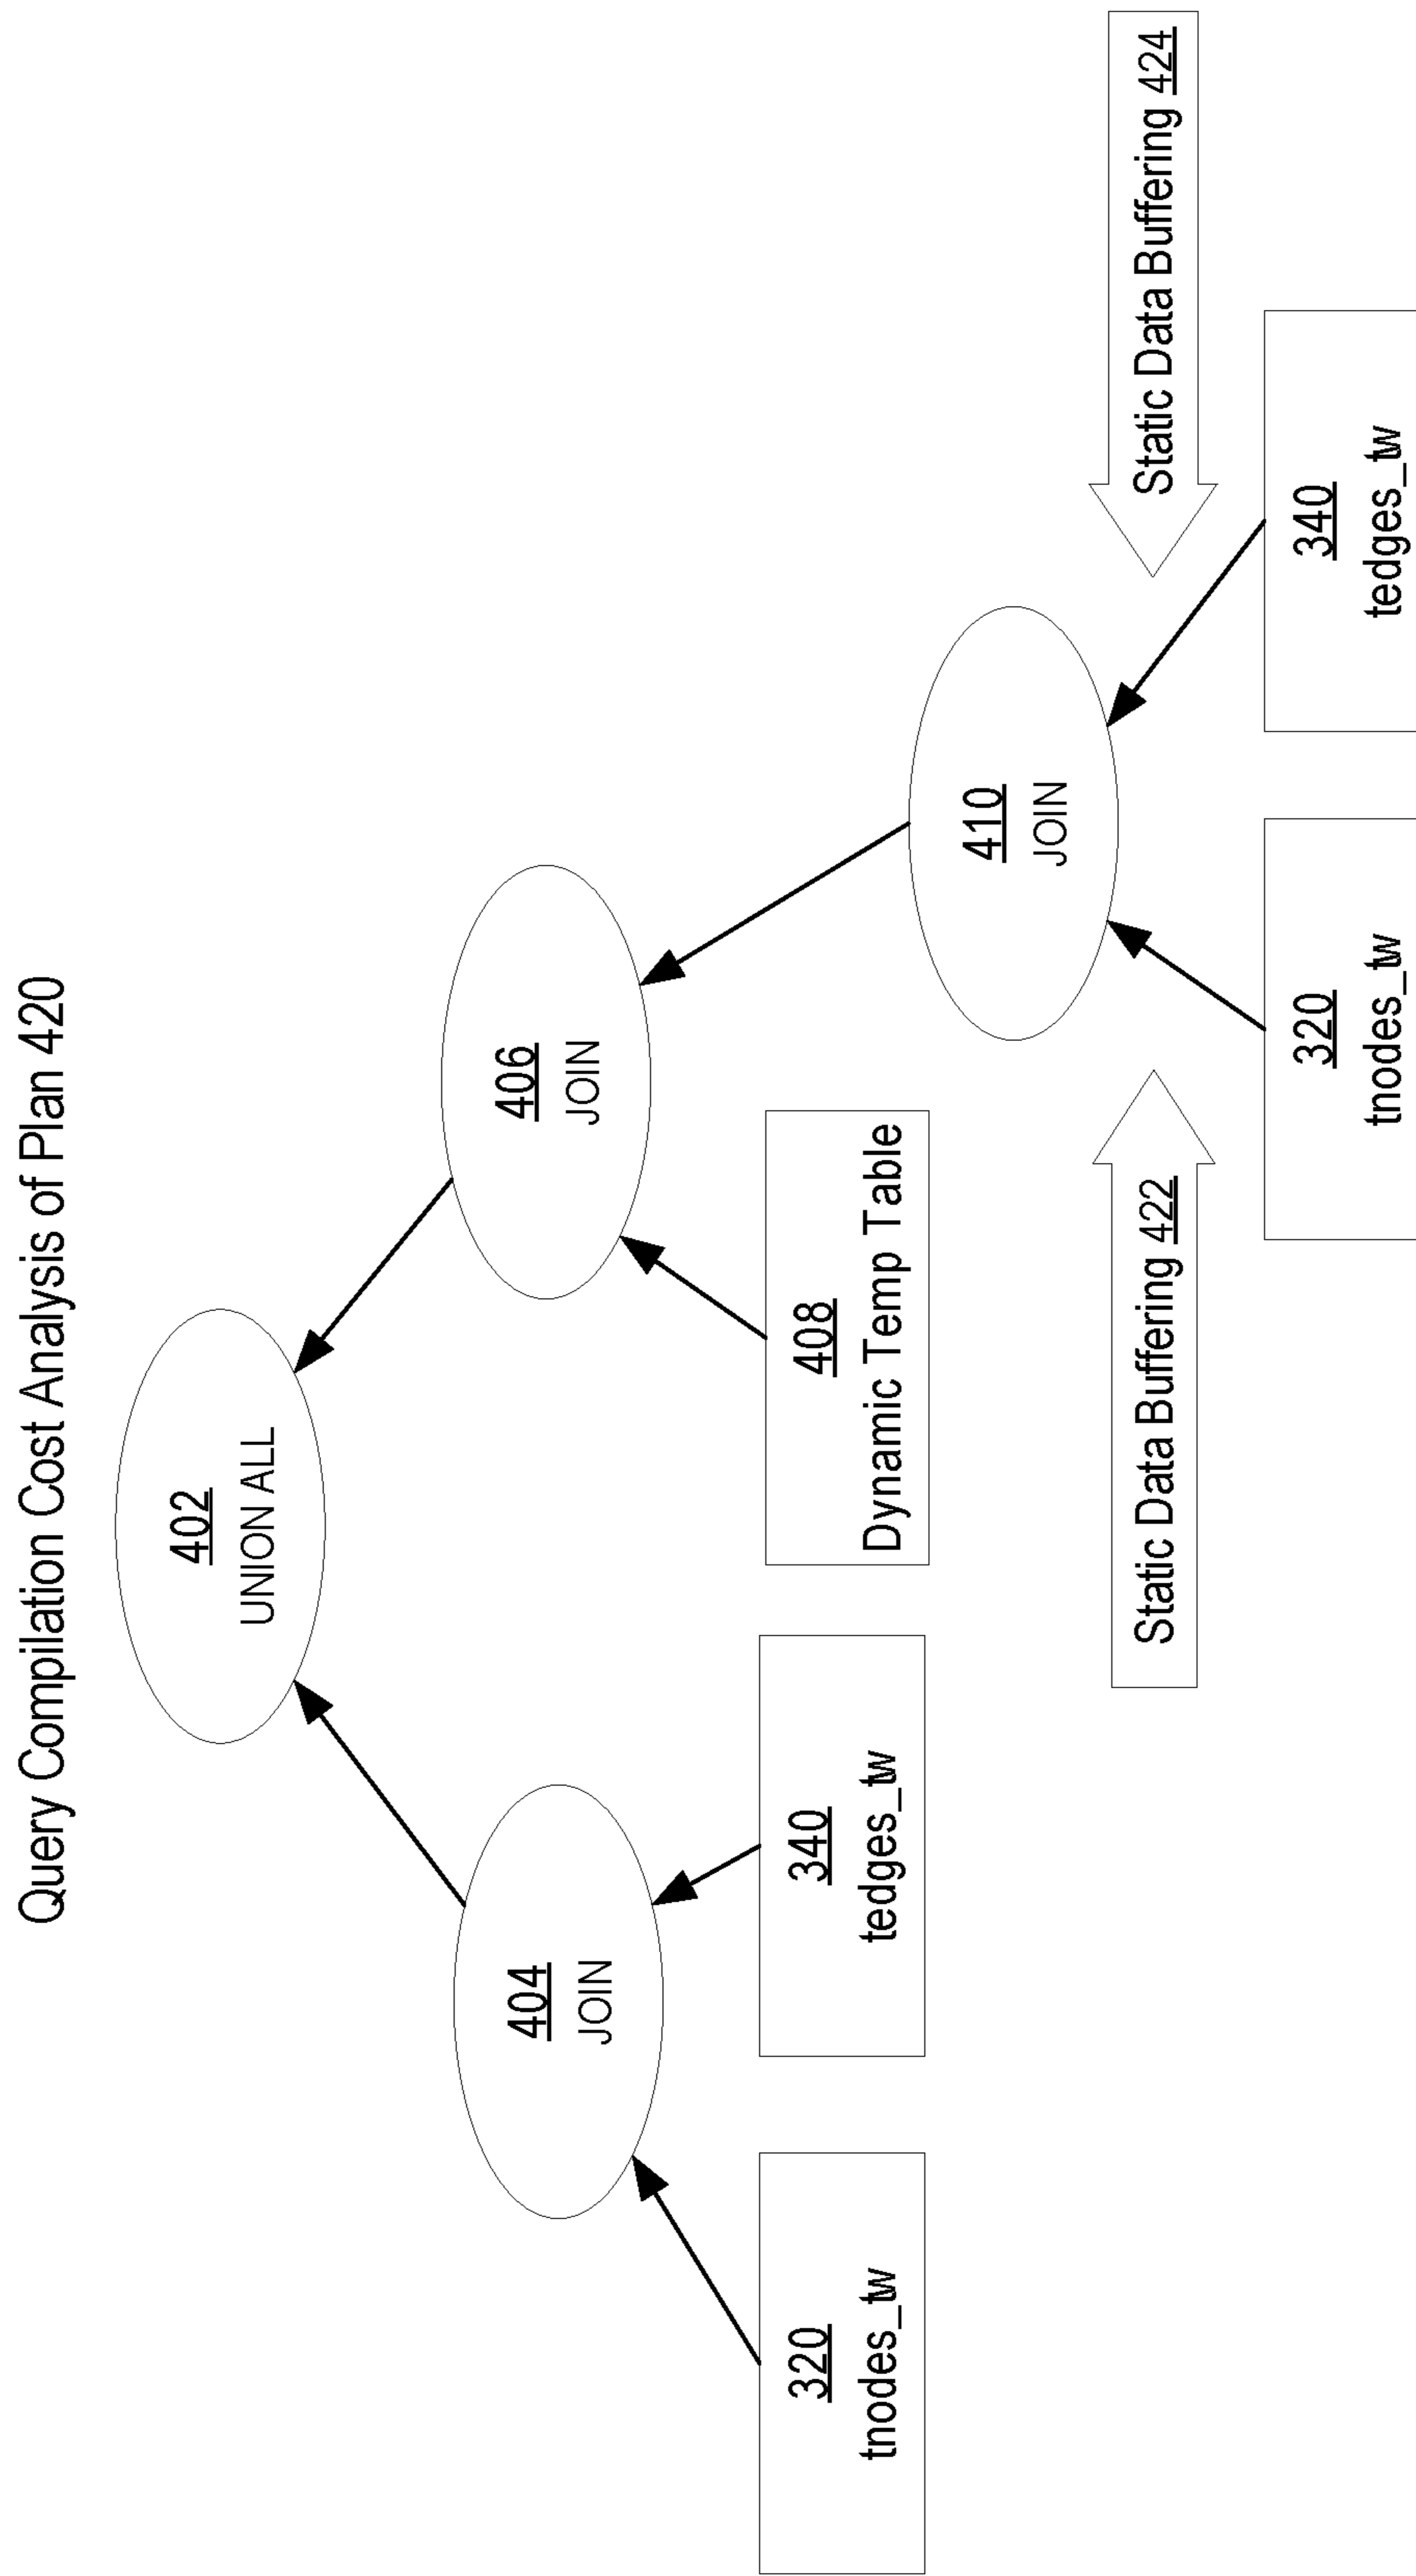 Query Compilation Cost Analysis of Plan 420
402
UNION ALL
404
JOIN
406
JOIN
320
tnodes_tw
340
tedges_tw
408
Dynamic Temp Table
410
JOIN
Static Data Buffering 422
Static Data Buffering 424
320
tnodes_tw
340
tedges_tw